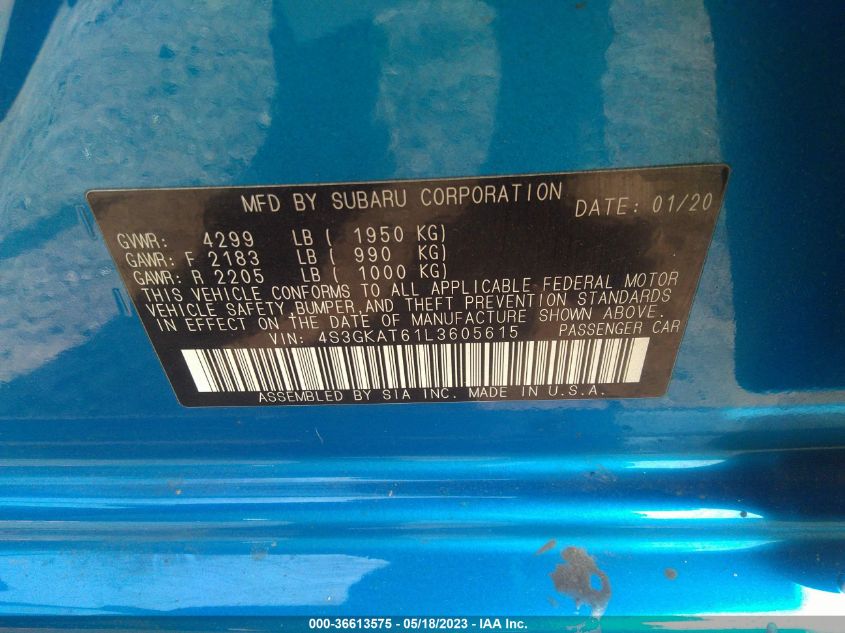 MFD BY SUBARU CORPORATION DATE: 01/20
GVWR: 4299 LB ( 1950 KG)
GAWR: F 2183 LB ( 990 KG)
GAWR: R 2205 LB ( 1000 KG)
THIS VEHICLE CONFORMS TO ALL APPLICABLE FEDERAL MOTOR
VEHICLE SAFETY, BUMPER, AND THEFT PREVENTION STANDARDS
IN EFFECT ON THE DATE OF MANUFACTURE SHOWN ABOVE.
VIN: 4S3GKAT61L3605615 PASSENGER CAR
ASSEMBLED BY SIA INC. MADE IN U.S.A.
000-36613575 - 05/18/2023 - IAA Inc.